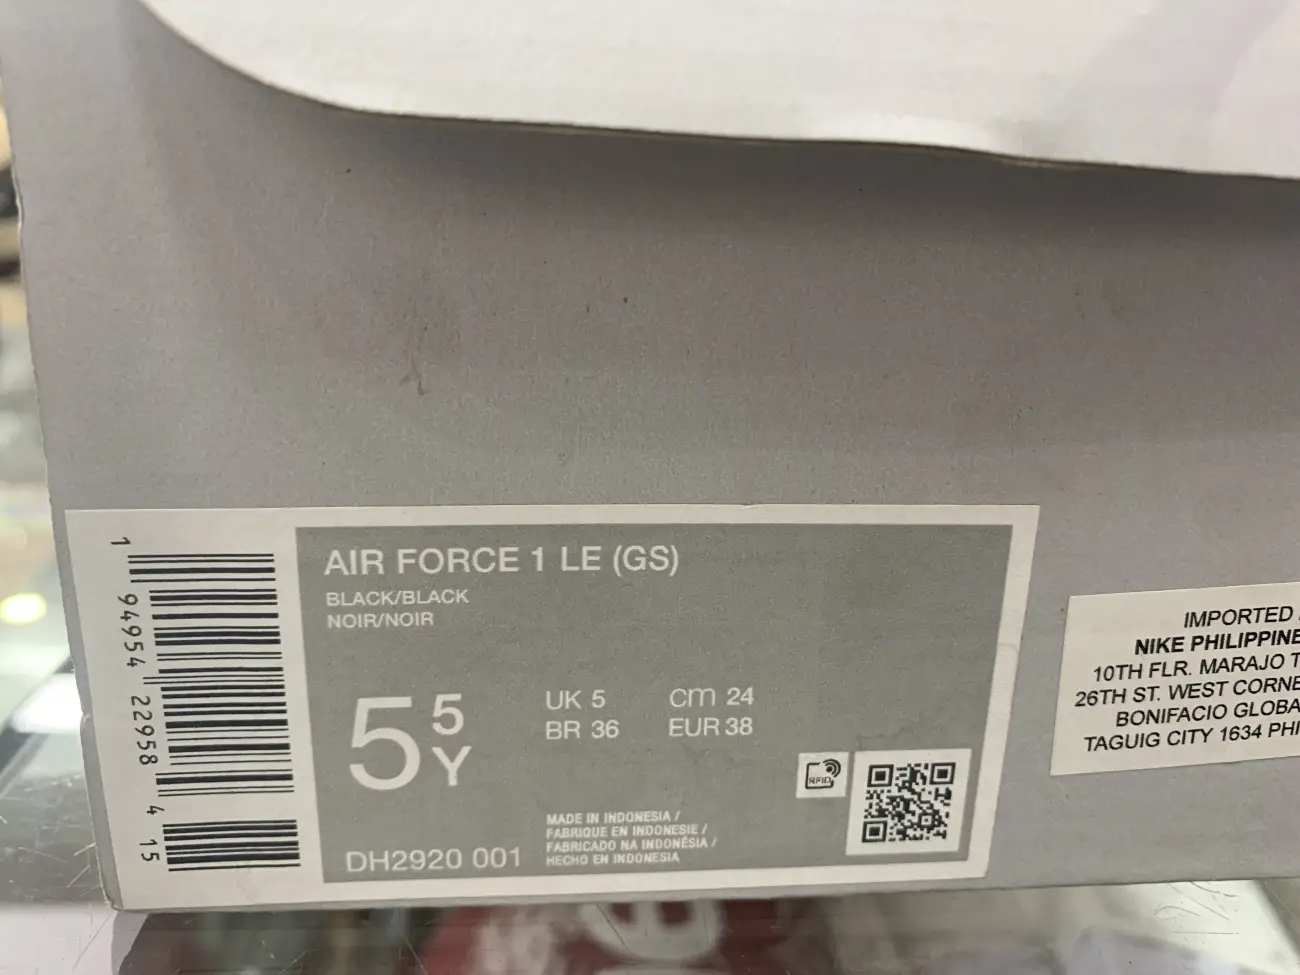 AIR FORCE 1 LE (GS)
BLACK/BLACK
NOIR/NOIR
5 5Y
UK 5 cm 24
BR 36 EUR 38
RFID
MADE IN INDONESIA /
FABRIQUE EN INDONESIE /
FABRICADO NA INDONÉSIA /
HECHO EN INDONESIA
DH2920 001
1 94954 22958 4 15
IMPORTED
NIKE PHILIPPINE
10TH FLR. MARAJO T
26TH ST. WEST CORNE
BONIFACIO GLOBA
TAGUIG CITY 1634 PHI